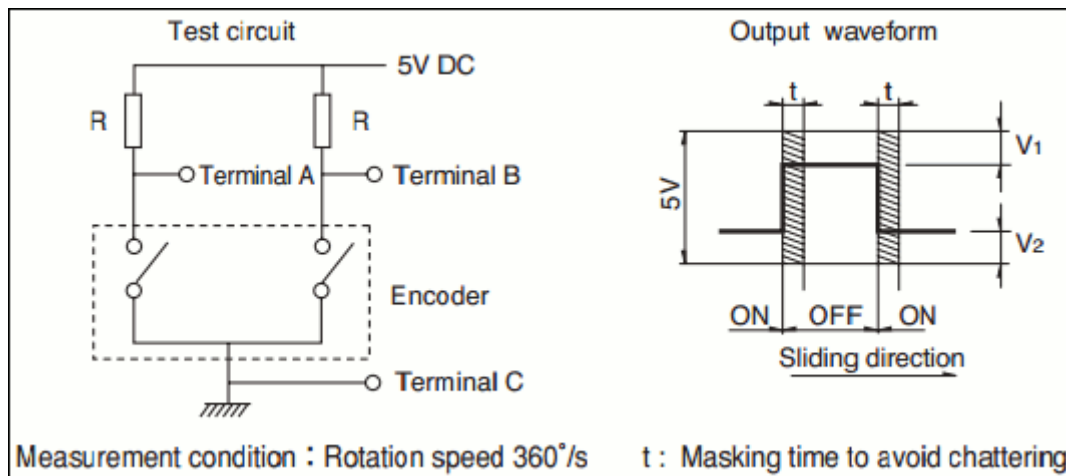 Test circuit
5V DC
R
R
Terminal A
Terminal B
Encoder
Terminal C
Output waveform
t
t
V1
5V
V2
ON
OFF
ON
Sliding direction
Measurement condition : Rotation speed 360˚/s
t : Masking time to avoid chattering